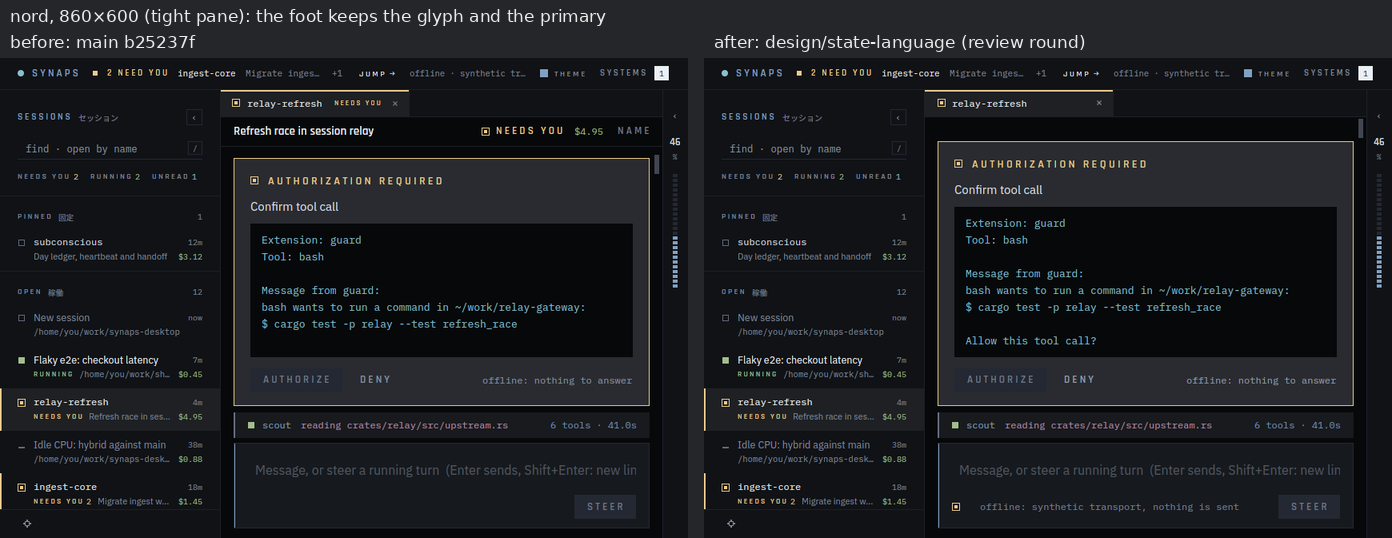 nord, 860×600 (tight pane): the foot keeps the glyph and the primary
before: main b25237f
SYNAPS 2 NEED YOU ingest-core Migrate inges… +1 JUMP → offline · synthetic tr… THEME SYSTEMS 1
SESSIONS セッション ‹
find · open by name /
NEEDS YOU 2 RUNNING 2 UNREAD 1
PINNED 固定 1
subconscious 12m
Day ledger, heartbeat and handoff $3.12
OPEN 稼働 12
New session now
/home/you/work/synaps-desktop
Flaky e2e: checkout latency 7m
RUNNING /home/you/work/sh… $0.45
relay-refresh 4m
NEEDS YOU Refresh race in ses… $4.95
Idle CPU: hybrid against main 38m
/home/you/work/synaps-desk… $0.88
ingest-core 18m
NEEDS YOU 2 Migrate ingest w… $1.45
relay-refresh NEEDS YOU ×
Refresh race in session relay NEEDS YOU $4.95 NAME
AUTHORIZATION REQUIRED
Confirm tool call
Extension: guard
Tool: bash
Message from guard:
bash wants to run a command in ~/work/relay-gateway:
$ cargo test -p relay --test refresh_race
AUTHORIZE DENY offline: nothing to answer
scout reading crates/relay/src/upstream.rs 6 tools · 41.0s
Message, or steer a running turn (Enter sends, Shift+Enter: new lin
STEER
‹
46
%
after: design/state-language (review round)
SYNAPS 2 NEED YOU ingest-core Migrate inges… +1 JUMP → offline · synthetic tr… THEME SYSTEMS 1
SESSIONS セッション ‹
find · open by name /
NEEDS YOU 2 RUNNING 2 UNREAD 1
PINNED 固定 1
subconscious 12m
Day ledger, heartbeat and handoff $3.12
OPEN 稼働 12
New session now
/home/you/work/synaps-desktop
Flaky e2e: checkout latency 7m
RUNNING /home/you/work/sh… $0.45
relay-refresh 4m
NEEDS YOU Refresh race in ses… $4.95
Idle CPU: hybrid against main 38m
/home/you/work/synaps-desk… $0.88
ingest-core 18m
NEEDS YOU 2 Migrate ingest w… $1.45
relay-refresh ×
AUTHORIZATION REQUIRED
Confirm tool call
Extension: guard
Tool: bash
Message from guard:
bash wants to run a command in ~/work/relay-gateway:
$ cargo test -p relay --test refresh_race
Allow this tool call?
AUTHORIZE DENY offline: nothing to answer
scout reading crates/relay/src/upstream.rs 6 tools · 41.0s
Message, or steer a running turn (Enter sends, Shift+Enter: new lin
offline: synthetic transport, nothing is sent STEER
‹
46
%